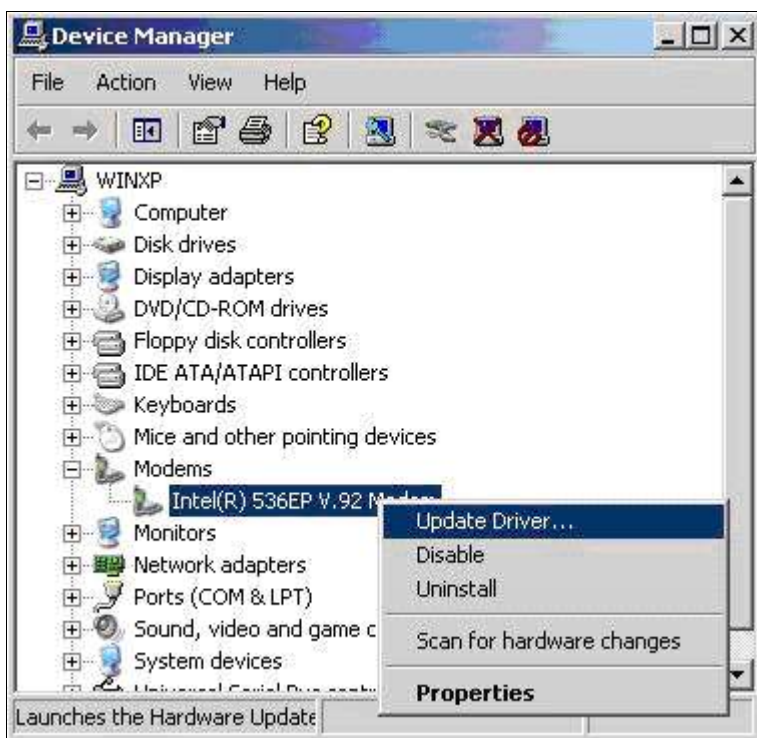 Device Manager
File Action View Help
WINXP
Computer
Disk drives
Display adapters
DVD/CD-ROM drives
Floppy disk controllers
IDE ATA/ATAPI controllers
Keyboards
Mice and other pointing devices
Modems
Intel(R) 536EP V.92
Update Driver...
Monitors
Disable
Network adapters
Uninstall
Ports (COM & LPT)
Sound, video and game c
Scan for hardware changes
System devices
Properties
Launches the Hardware Update